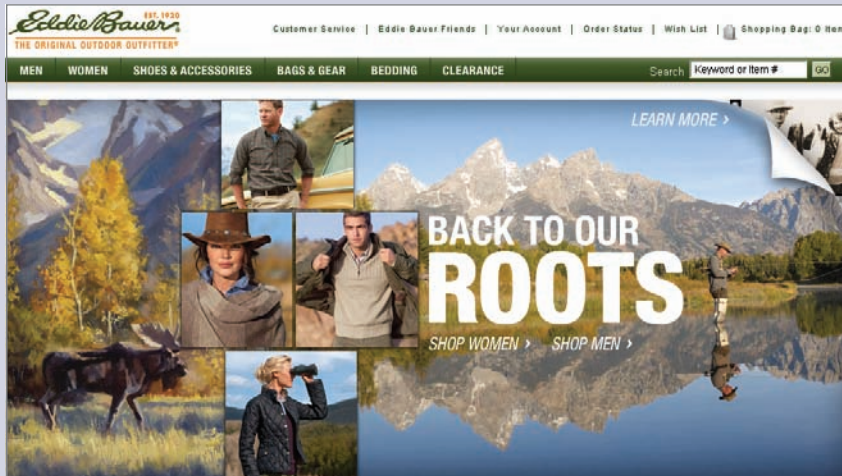 Eddie Bauer EST. 1920
THE ORIGINAL OUTDOOR OUTFITTER®
Customer Service | Eddie Bauer Friends | Your Account | Order Status | Wish List | Shopping Bag: 0 Item
MEN WOMEN SHOES & ACCESSORIES BAGS & GEAR BEDDING CLEARANCE Search Keyword or Item # GO
LEARN MORE ›
BACK TO OUR
ROOTS
SHOP WOMEN › SHOP MEN ›